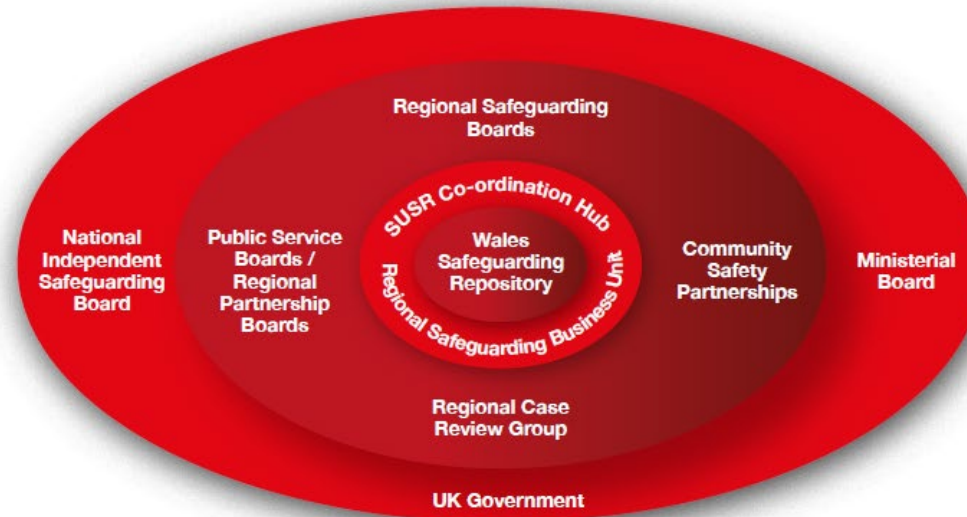 Regional Safeguarding
Boards
SUSR Co-ordination Hub
National
Independent
Safeguarding
Board
Public Service
Boards /
Regional
Partnership
Boards
Wales
Safeguarding
Repository
Community
Safety
Partnerships
Ministerial
Board
Regional Safeguarding Business Unit
Regional Case
Review Group
UK Government